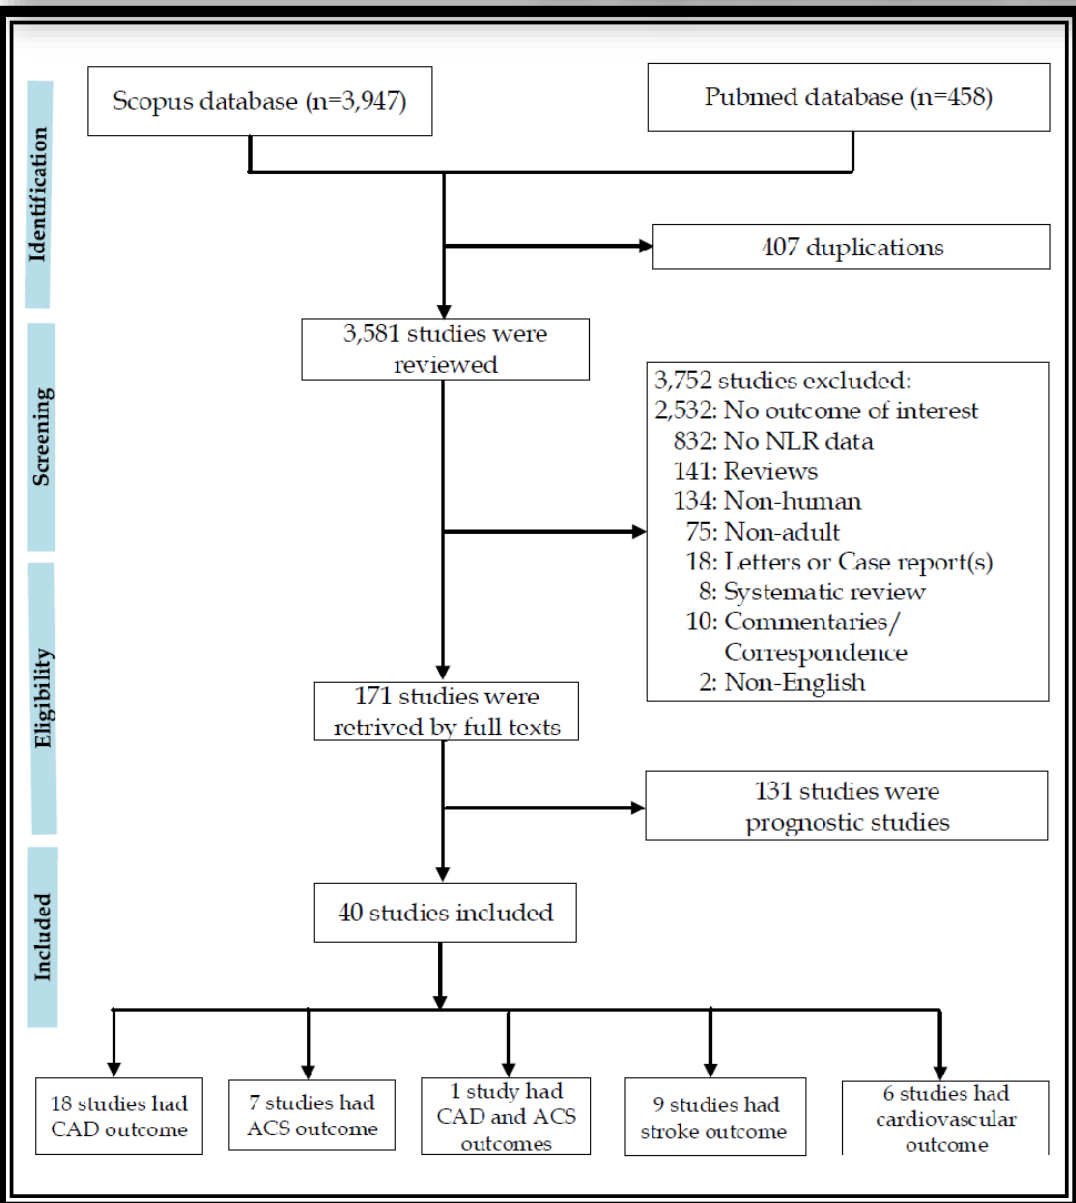 Identification
Scopus database (n=3,947)
Pubmed database (n=458)
407 duplications
Screening
3,581 studies were
reviewed
3,752 studies excluded:
2,532: No outcome of interest
832: No NLR data
141: Reviews
134: Non-human
75: Non-adult
18: Letters or Case report(s)
8: Systematic review
10: Commentaries/
Correspondence
2: Non-English
Eligibility
171 studies were
retrived by full texts
131 studies were
prognostic studies
Included
40 studies included
18 studies had
CAD outcome
7 studies had
ACS outcome
1 study had
CAD and ACS
outcomes
9 studies had
stroke outcome
6 studies had
cardiovascular
outcome